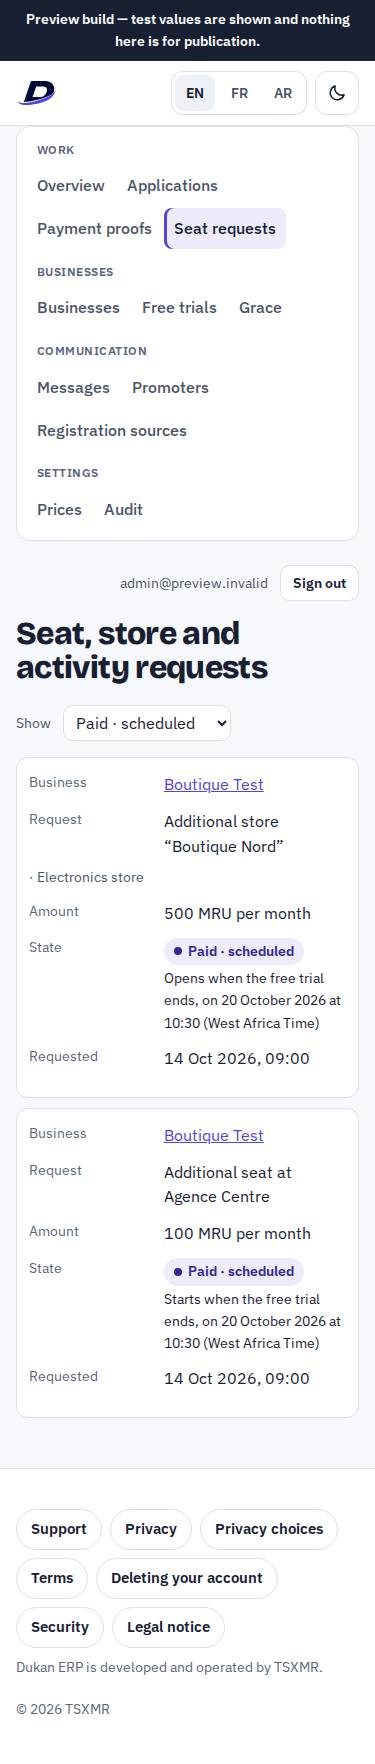 Preview build — test values are shown and nothing
here is for publication.
D
EN FR AR
WORK
Overview Applications
Payment proofs Seat requests
BUSINESSES
Businesses Free trials Grace
COMMUNICATION
Messages Promoters
Registration sources
SETTINGS
Prices Audit
admin@preview.invalid Sign out
Seat, store and
activity requests
Show Paid · scheduled
Business Boutique Test
Request Additional store
“Boutique Nord”
· Electronics store
Amount 500 MRU per month
State Paid · scheduled
Opens when the free trial
ends, on 20 October 2026 at
10:30 (West Africa Time)
Requested 14 Oct 2026, 09:00
Business Boutique Test
Request Additional seat at
Agence Centre
Amount 100 MRU per month
State Paid · scheduled
Starts when the free trial
ends, on 20 October 2026 at
10:30 (West Africa Time)
Requested 14 Oct 2026, 09:00
Support Privacy Privacy choices
Terms Deleting your account
Security Legal notice
Dukan ERP is developed and operated by TSXMR.
© 2026 TSXMR